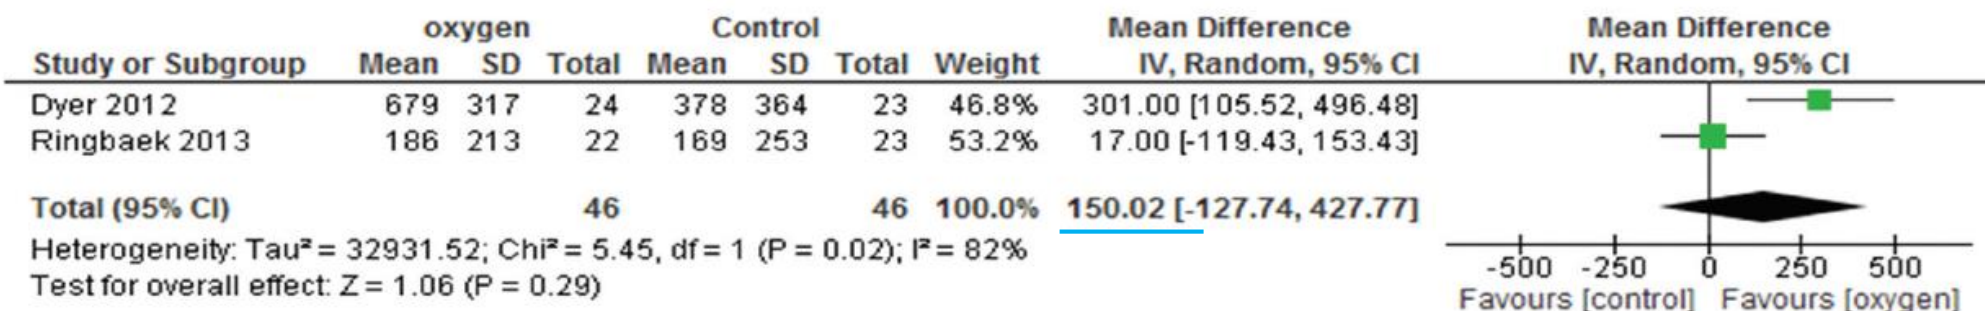 oxygen Control Mean Difference Mean Difference
Study or Subgroup Mean SD Total Mean SD Total Weight IV, Random, 95% CI IV, Random, 95% CI
Dyer 2012 679 317 24 378 364 23 46.8% 301.00 [105.52, 496.48]
Ringbaek 2013 186 213 22 169 253 23 53.2% 17.00 [-119.43, 153.43]
Total (95% CI) 46 46 100.0% 150.02 [-127.74, 427.77]
Heterogeneity: Tau² = 32931.52; Chi² = 5.45, df = 1 (P = 0.02); I² = 82%
Test for overall effect: Z = 1.06 (P = 0.29)
-500 -250 0 250 500
Favours [control] Favours [oxygen]